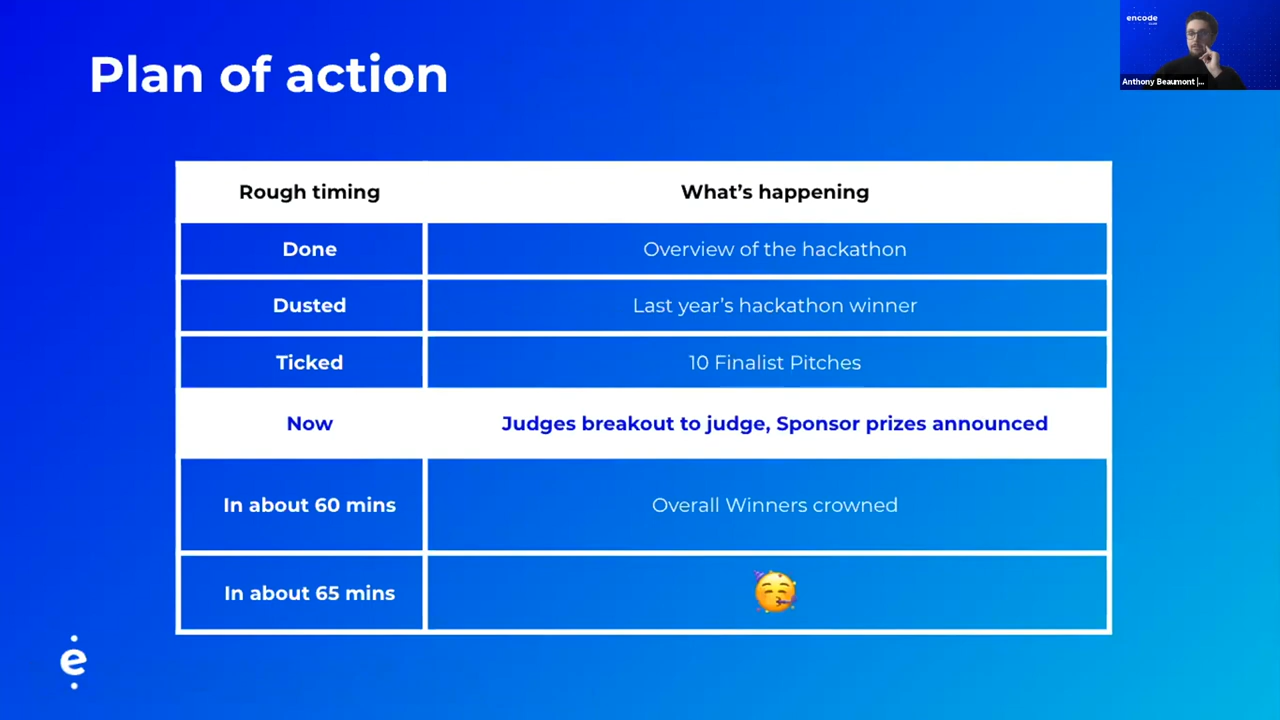 Plan of action
encode
Anthony Beaumont |...
Rough timing What’s happening
Done Overview of the hackathon
Dusted Last year’s hackathon winner
Ticked 10 Finalist Pitches
Now Judges breakout to judge, Sponsor prizes announced
In about 60 mins Overall Winners crowned
In about 65 mins
e